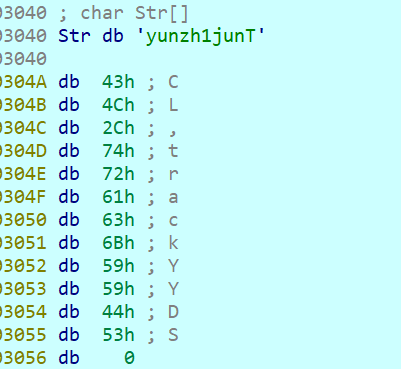 03040 ; char Str[]
03040 Str db 'yunzh1junT'
03040
0304A db 43h ; C
0304B db 4Ch ; L
0304C db 2Ch ; ,
0304D db 74h ; t
0304E db 72h ; r
0304F db 61h ; a
03050 db 63h ; c
03051 db 6Bh ; k
03052 db 59h ; Y
03053 db 59h ; Y
03054 db 44h ; D
03055 db 53h ; S
03056 db 0